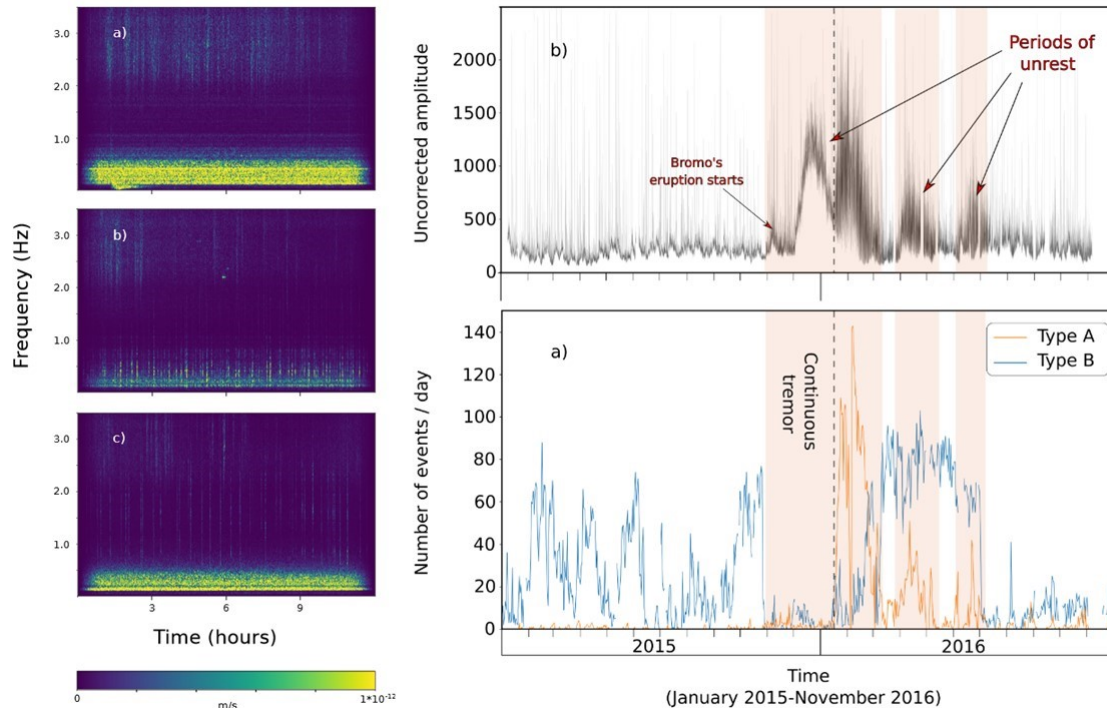 a)
3.0
2.0
1.0
b)
3.0
2.0
1.0
c)
3.0
2.0
1.0
Frequency (Hz)
3 6 9
Time (hours)
0 1*10⁻¹²
m/s
b)
2000
1500
1000
500
0
Uncorrected amplitude
Bromo's
eruption starts
Periods of
unrest
a)
140
120
100
80
60
40
20
0
Number of events / day
Continuous
tremor
Type A
Type B
2015 2016
Time
(January 2015-November 2016)